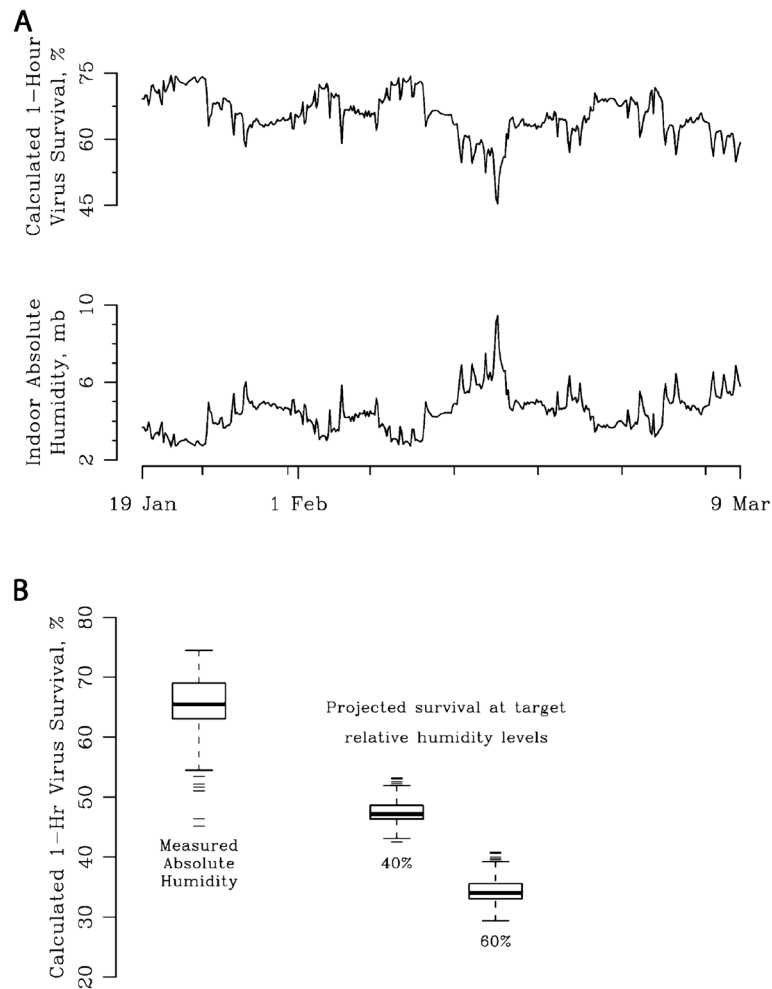 A
Calculated 1-Hour
Virus Survival, %
75
60
45
Indoor Absolute
Humidity, mb
10
6
2
19 Jan
1 Feb
9 Mar
B
Calculated 1-Hr Virus Survival, %
80
70
60
50
40
30
20
Projected survival at target
relative humidity levels
Measured
Absolute
Humidity
40%
60%